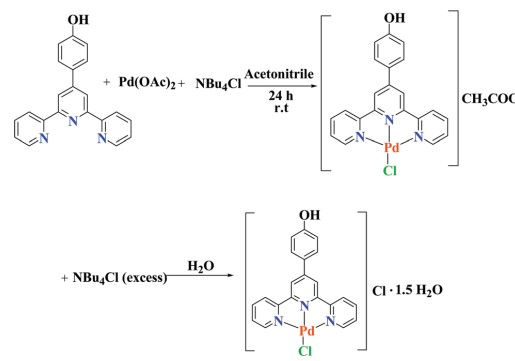 OH
+ Pd(OAc)2 + NBu4Cl
Acetonitrile
24 h
r.t
N
N
N
OH
N
N
N
Pd
Cl
CH3COO
+ NBu4Cl (excess)
H2O
OH
N
N
N
Pd
Cl
Cl · 1.5 H2O